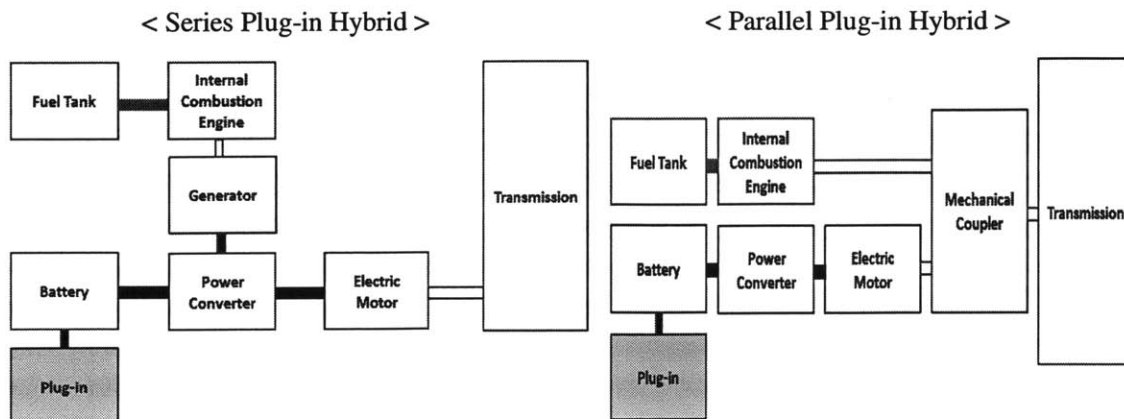 < Series Plug-in Hybrid >
Fuel Tank
Internal
Combustion
Engine
Generator
Battery
Power
Converter
Electric
Motor
Transmission
Plug-in
< Parallel Plug-in Hybrid >
Fuel Tank
Internal
Combustion
Engine
Battery
Power
Converter
Electric
Motor
Mechanical
Coupler
Transmission
Plug-in